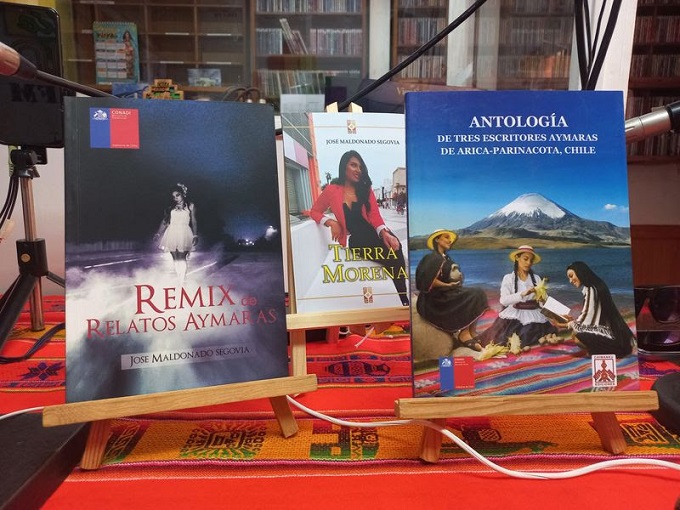 CONADI
REMIX de
RELATOS AYMARAS
JOSE MALDONADO SEGOVIA
JOSE MALDONADO SEGOVIA
TIERRA
MORENA
ANTOLOGÍA
DE TRES ESCRITORES AYMARAS
DE ARICA-PARINACOTA, CHILE